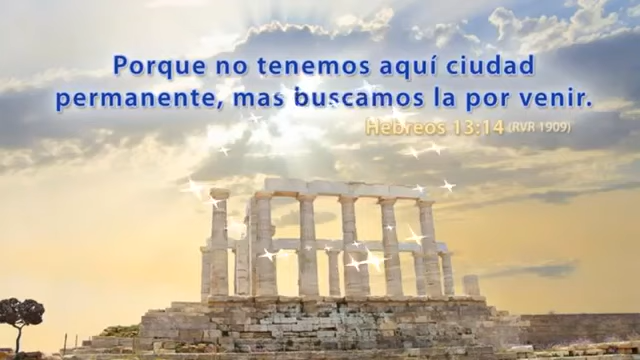 Porque no tenemos aquí ciudad
permanente, mas buscamos la por venir.
Hebreos 13:14 (RVR 1909)